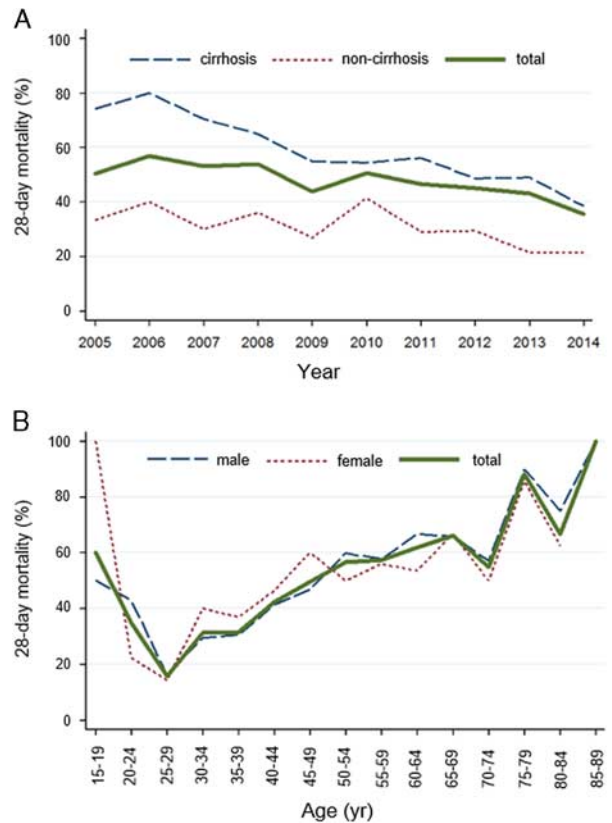 A
cirrhosis non-cirrhosis total
28-day mortality (%)
100
80
60
40
20
0
2005 2006 2007 2008 2009 2010 2011 2012 2013 2014
Year
B
male female total
28-day mortality (%)
100
80
60
40
20
0
15-19 20-24 25-29 30-34 35-39 40-44 45-49 50-54 55-59 60-64 65-69 70-74 75-79 80-84 85-89
Age (yr)